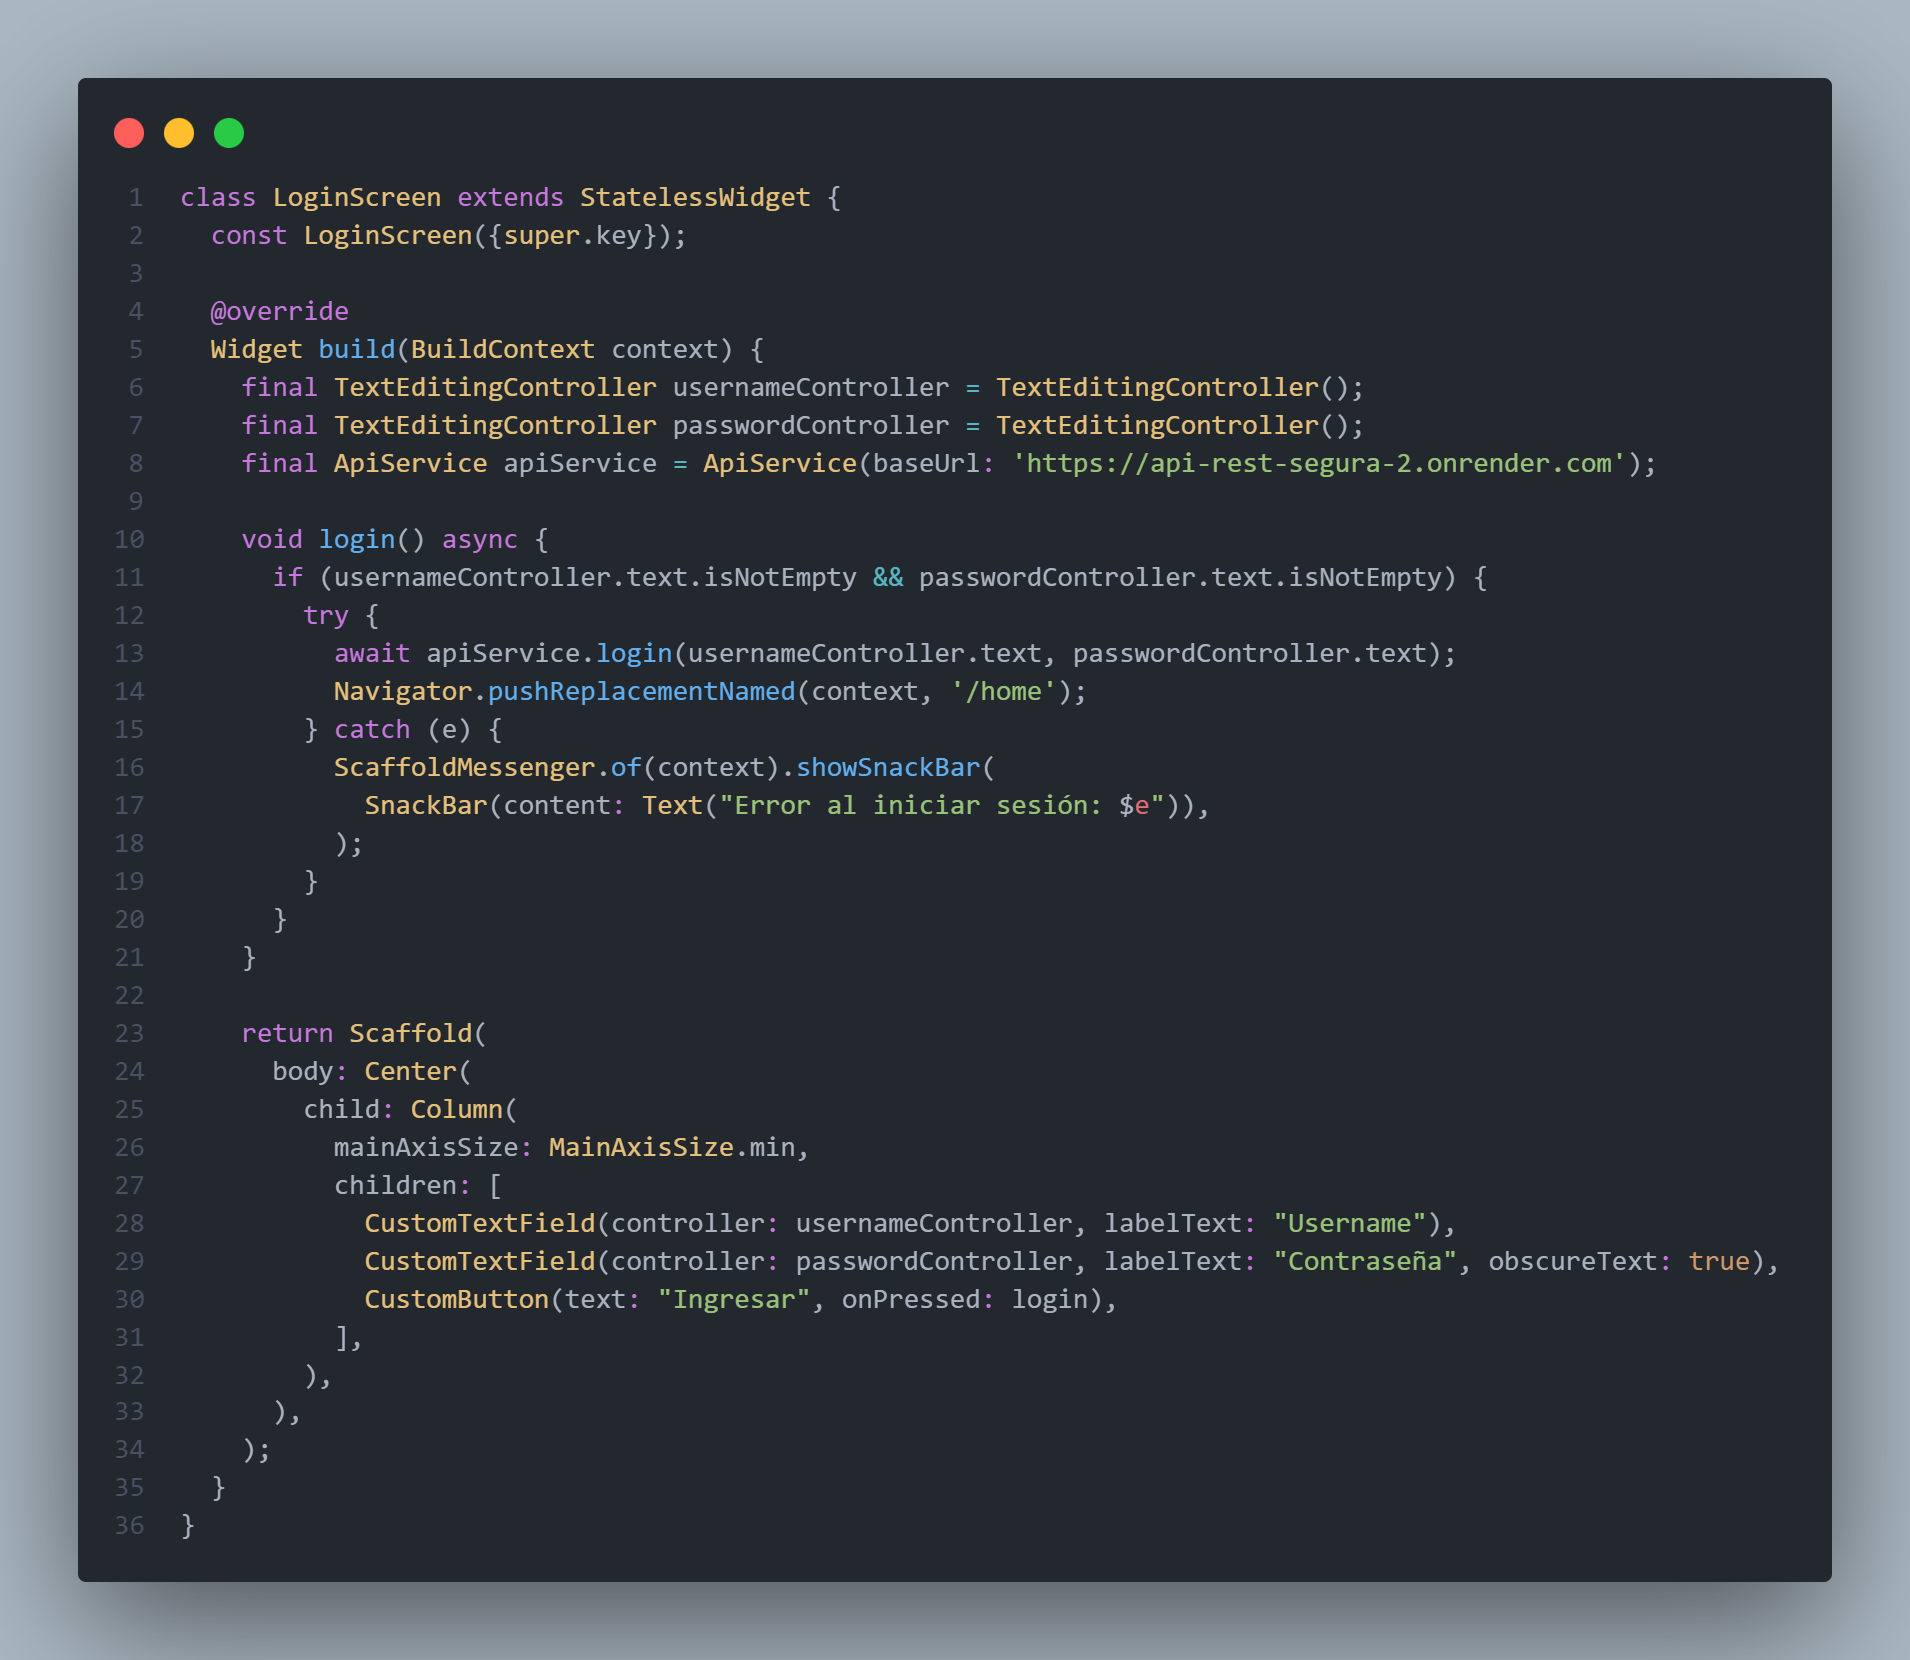 1 class LoginScreen extends StatelessWidget {
2   const LoginScreen({super.key});
3
4   @override
5   Widget build(BuildContext context) {
6     final TextEditingController usernameController = TextEditingController();
7     final TextEditingController passwordController = TextEditingController();
8     final ApiService apiService = ApiService(baseUrl: 'https://api-rest-segura-2.onrender.com');
9
10     void login() async {
11       if (usernameController.text.isNotEmpty && passwordController.text.isNotEmpty) {
12         try {
13           await apiService.login(usernameController.text, passwordController.text);
14           Navigator.pushReplacementNamed(context, '/home');
15         } catch (e) {
16           ScaffoldMessenger.of(context).showSnackBar(
17             SnackBar(content: Text("Error al iniciar sesión: $e")),
18           );
19         }
20       }
21     }
22
23     return Scaffold(
24       body: Center(
25         child: Column(
26           mainAxisSize: MainAxisSize.min,
27           children: [
28             CustomTextField(controller: usernameController, labelText: "Username"),
29             CustomTextField(controller: passwordController, labelText: "Contraseña", obscureText: true),
30             CustomButton(text: "Ingresar", onPressed: login),
31           ],
32         ),
33       ),
34     );
35   }
36 }